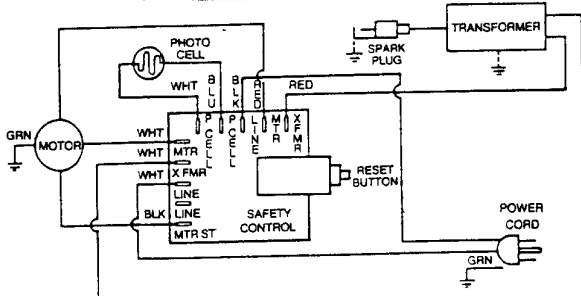 TRANSFORMER
SPARK
PLUG
PHOTO
CELL
WHT
BLU
BLK
RED
RED
P CELL
P CELL
LINE
MTR
XFMR
GRN
MOTOR
WHT
MTR
WHT
X FMR
WHT
LINE
LINE
BLK
MTR ST
SAFETY
CONTROL
RESET
BUTTON
POWER
CORD
GRN